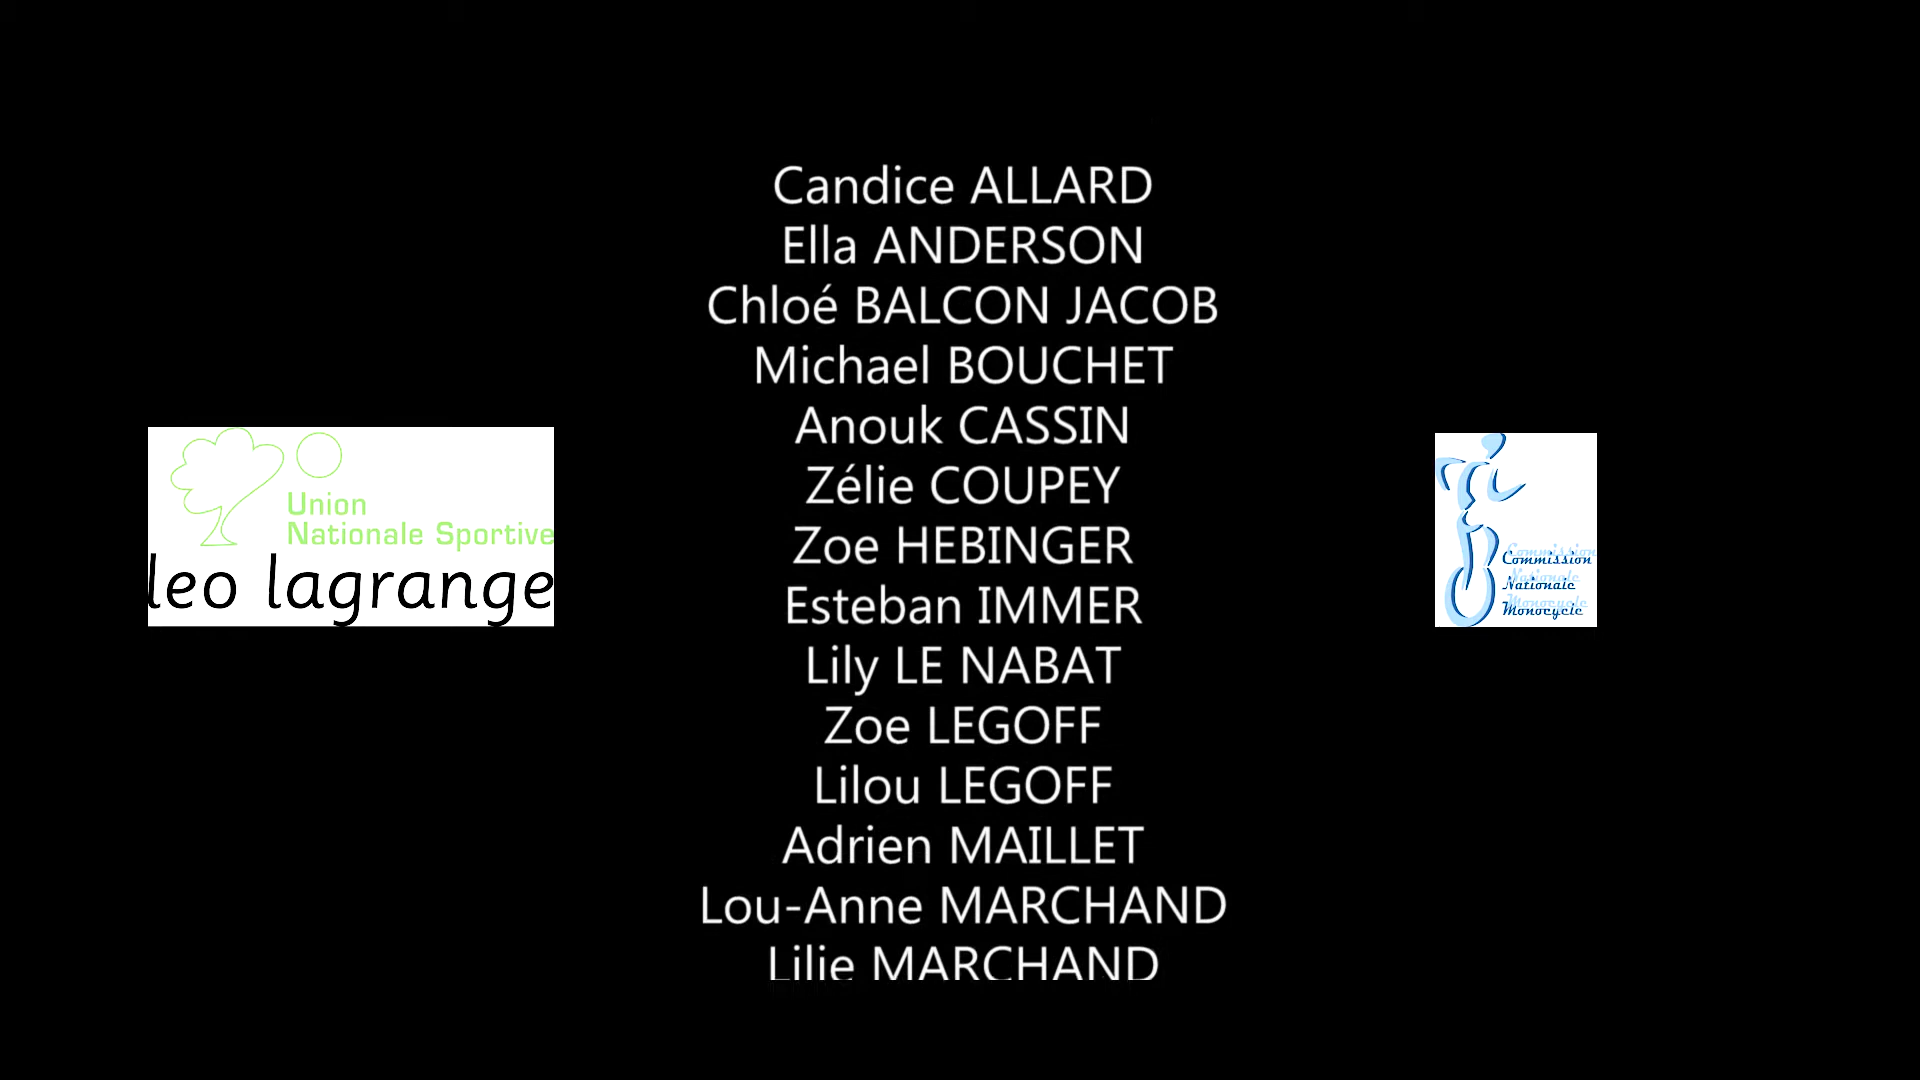 Candice ALLARD
Ella ANDERSON
Chloé BALCON JACOB
Michael BOUCHET
Anouk CASSIN
Zélie COUPEY
Zoe HEBINGER
Esteban IMMER
Lily LE NABAT
Zoe LEGOFF
Lilou LEGOFF
Adrien MAILLET
Lou-Anne MARCHAND
Lilie MARCHAND
Union
Nationale Sportive
leo lagrange
Commission
Nationale
Monocycle